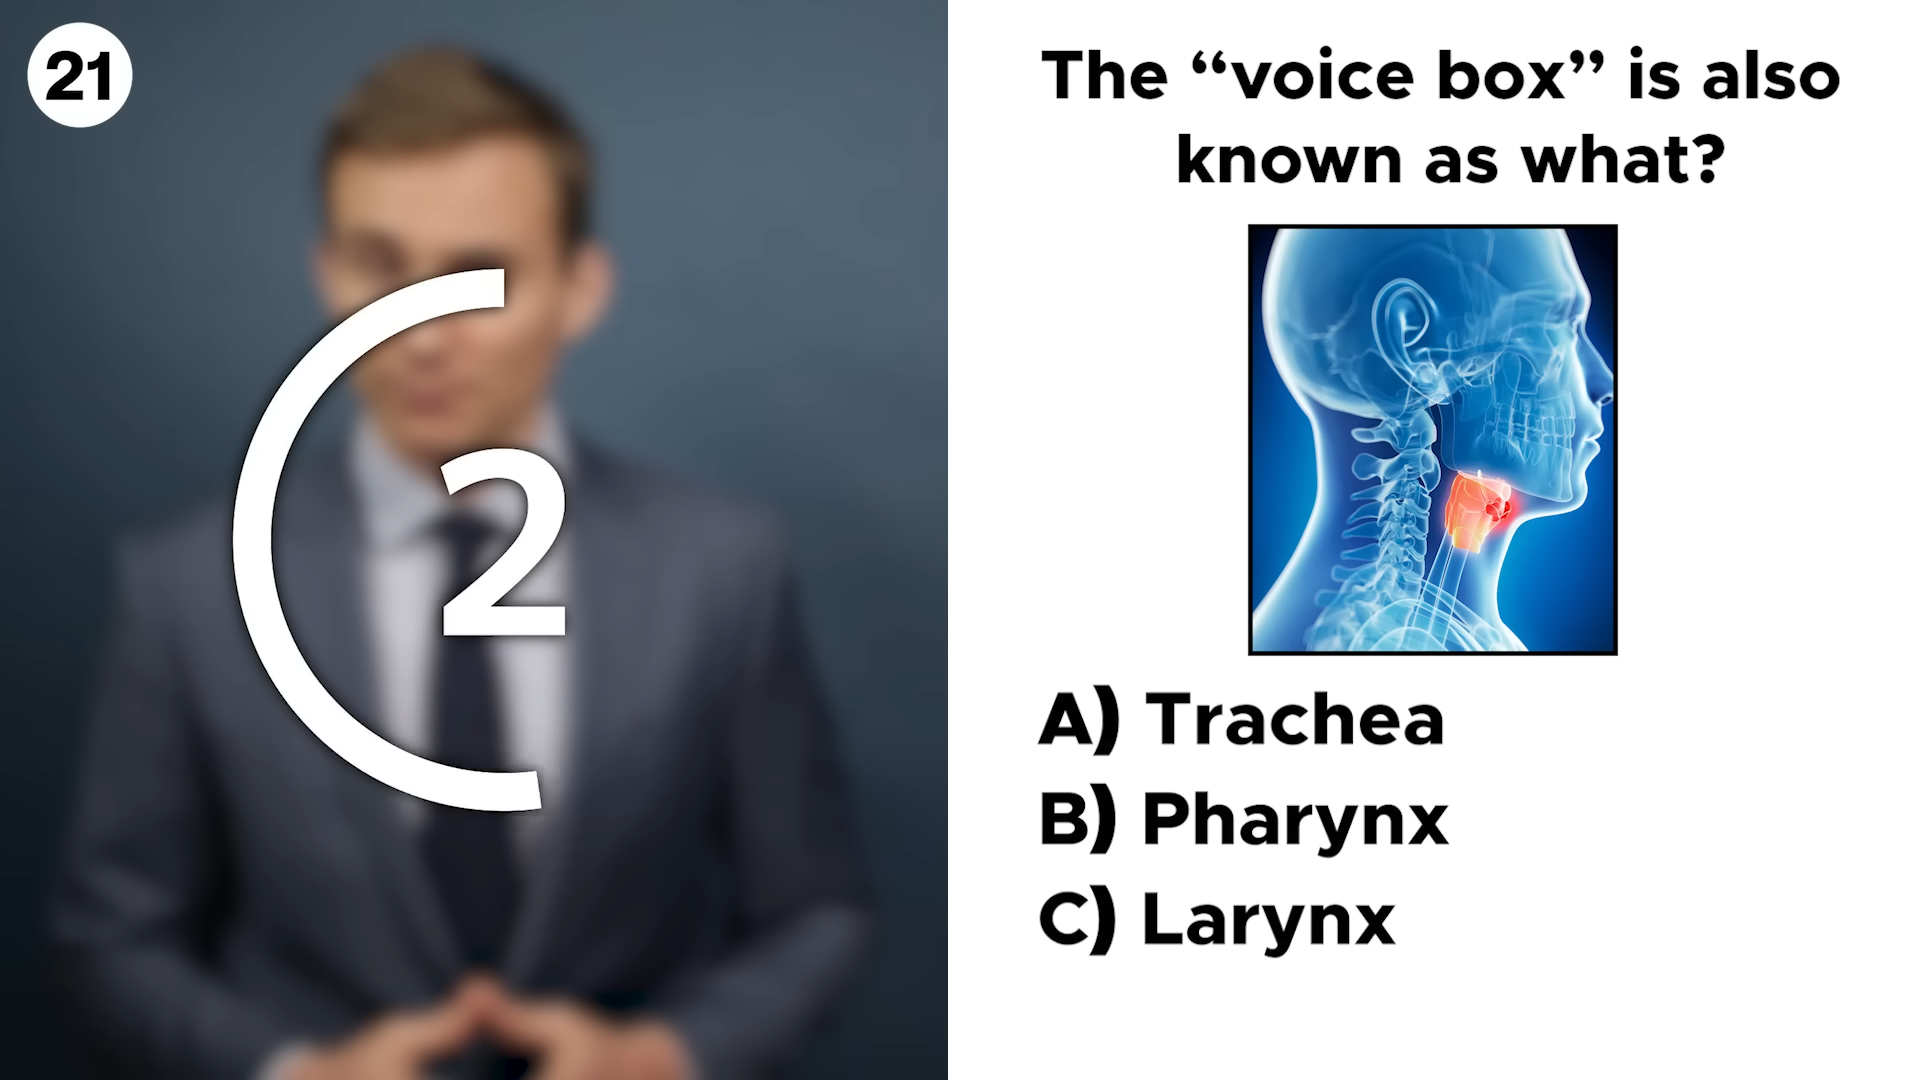 21
2
The “voice box” is also
known as what?
A) Trachea
B) Pharynx
C) Larynx